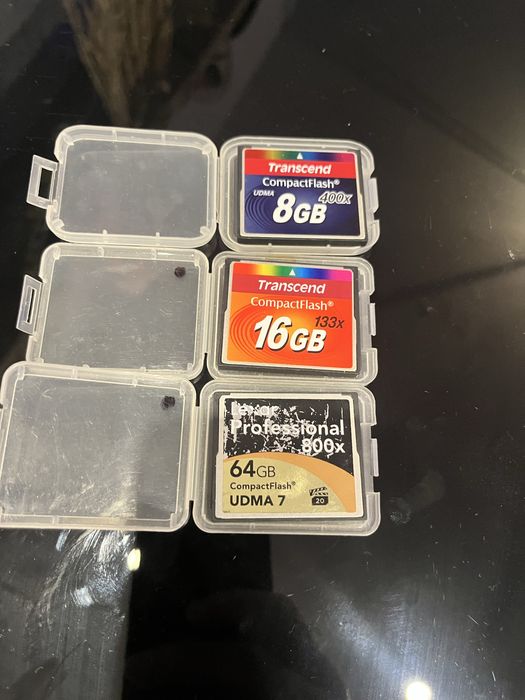 Transcend
CompactFlash®
UDMA 400x
8GB
Transcend
CompactFlash®
133x
16GB
Lexar
Professional
800x
64GB
CompactFlash®
UDMA 7
20